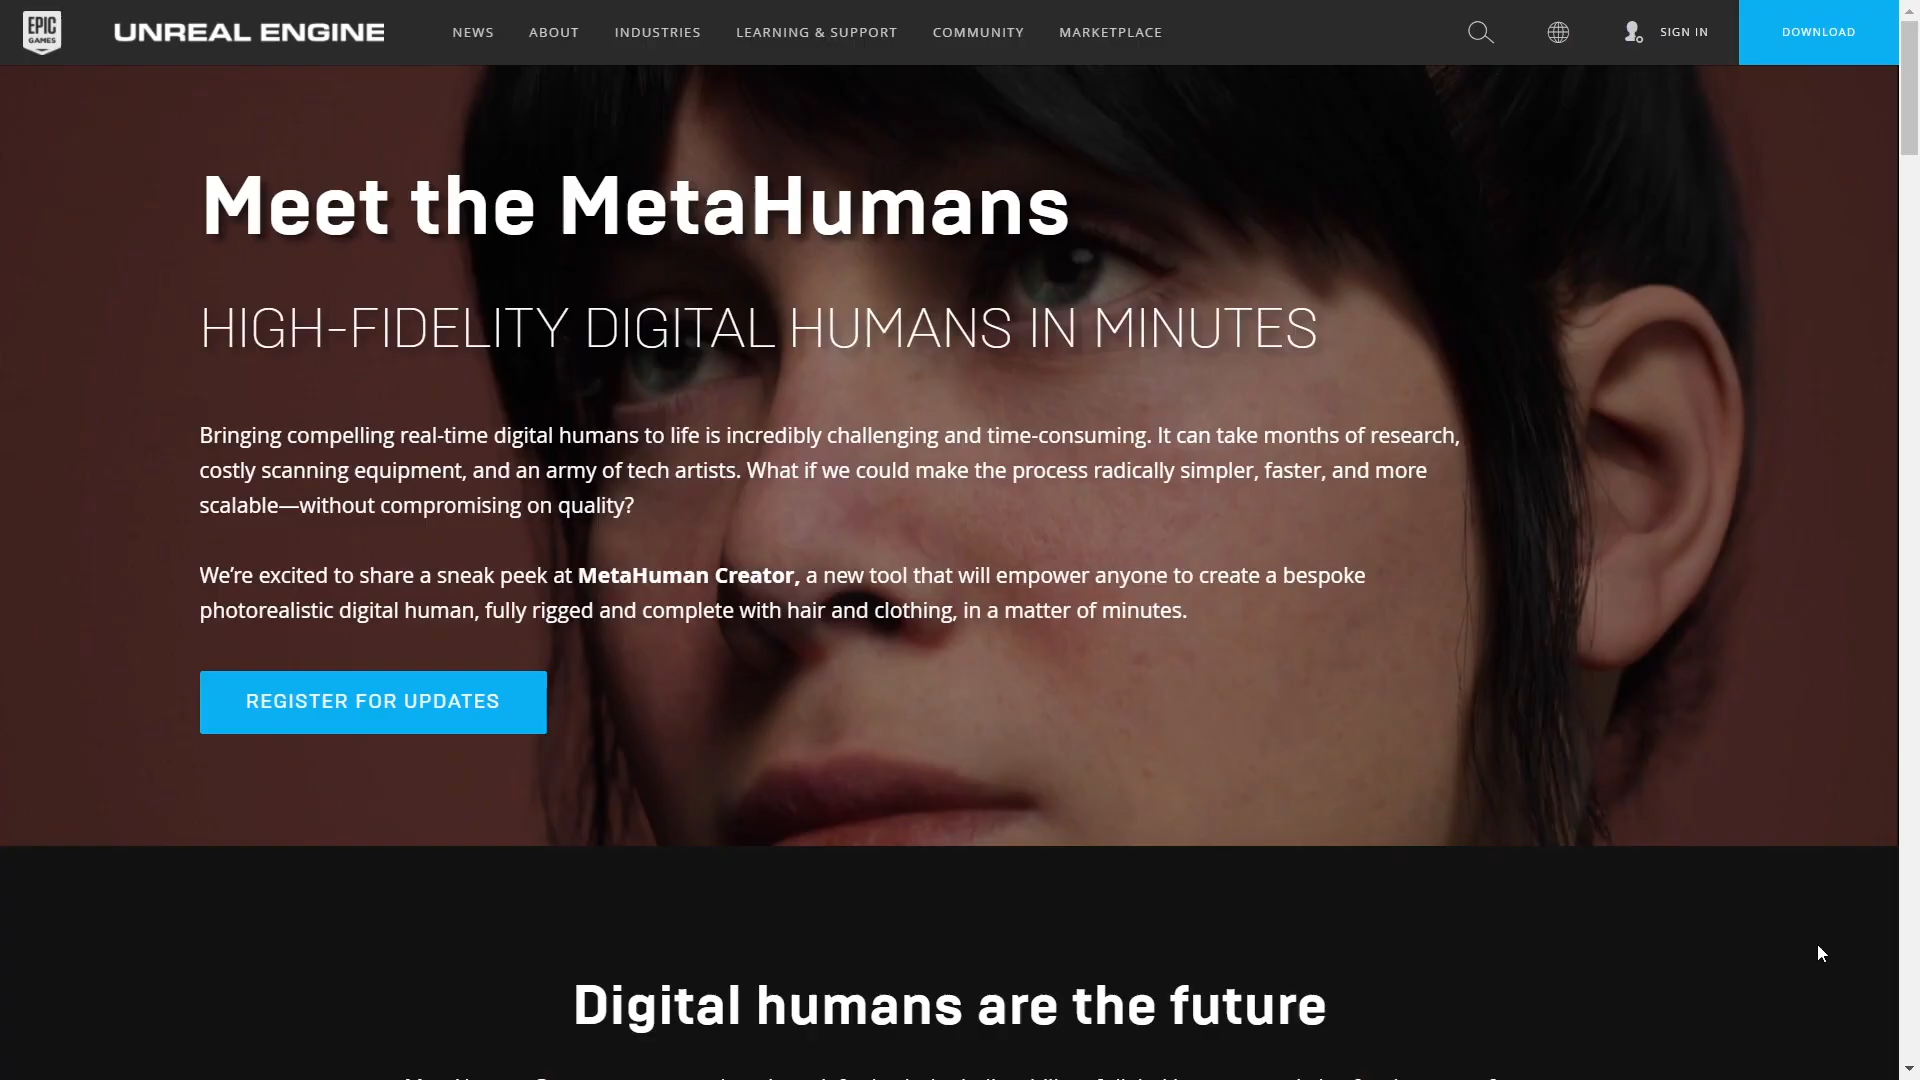 EPIC GAMES
UNREAL ENGINE
NEWS ABOUT INDUSTRIES LEARNING & SUPPORT COMMUNITY MARKETPLACE SIGN IN DOWNLOAD
Meet the MetaHumans
HIGH-FIDELITY DIGITAL HUMANS IN MINUTES
Bringing compelling real-time digital humans to life is incredibly challenging and time-consuming. It can take months of research,
costly scanning equipment, and an army of tech artists. What if we could make the process radically simpler, faster, and more
scalable—without compromising on quality?
We’re excited to share a sneak peek at MetaHuman Creator, a new tool that will empower anyone to create a bespoke
photorealistic digital human, fully rigged and complete with hair and clothing, in a matter of minutes.
REGISTER FOR UPDATES
Digital humans are the future